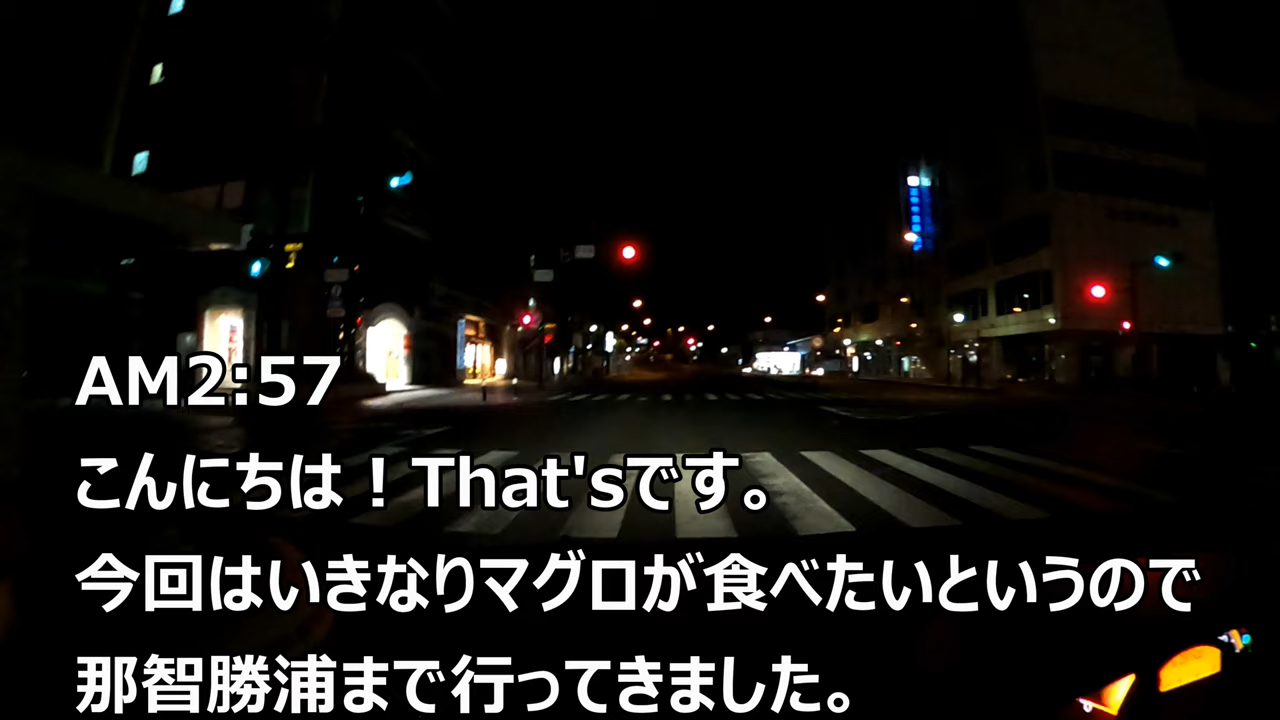 AM2:57
こんにちは！That'sです。
今回はいきなりマグロが食べたいというので
那智勝浦まで行ってきました。